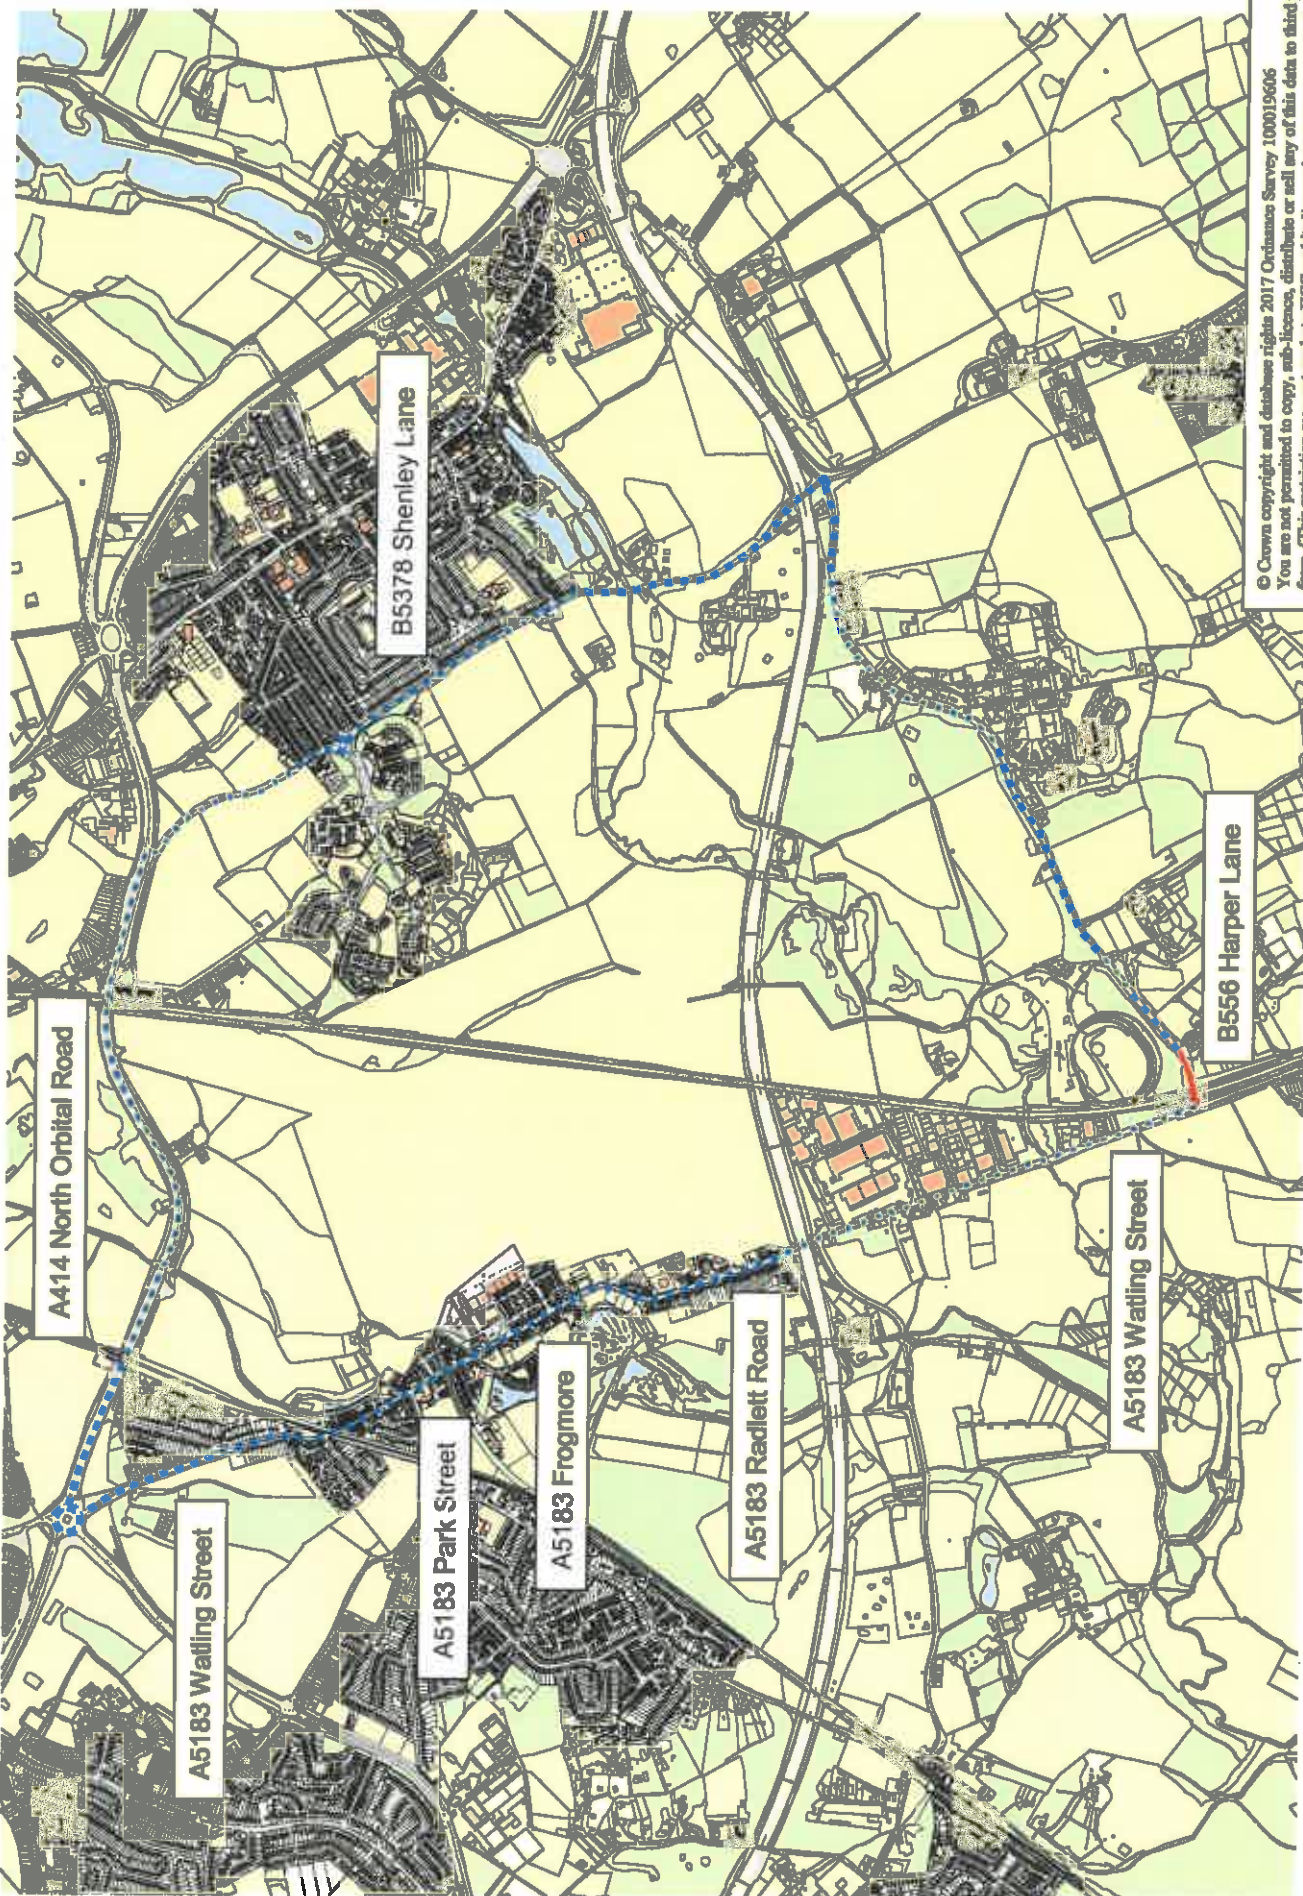 A414 North Orbital Road
B5378 Shenley Lane
A5183 Watling Street
A5183 Park Street
A5183 Frogmore
A5183 Radlett Road
A5183 Watling Street
B556 Harper Lane
© Crown copyright and database rights 2017 Ordnance Survey 100019606
You are not permitted to copy, sub-licence, distribute or sell any of this data to third